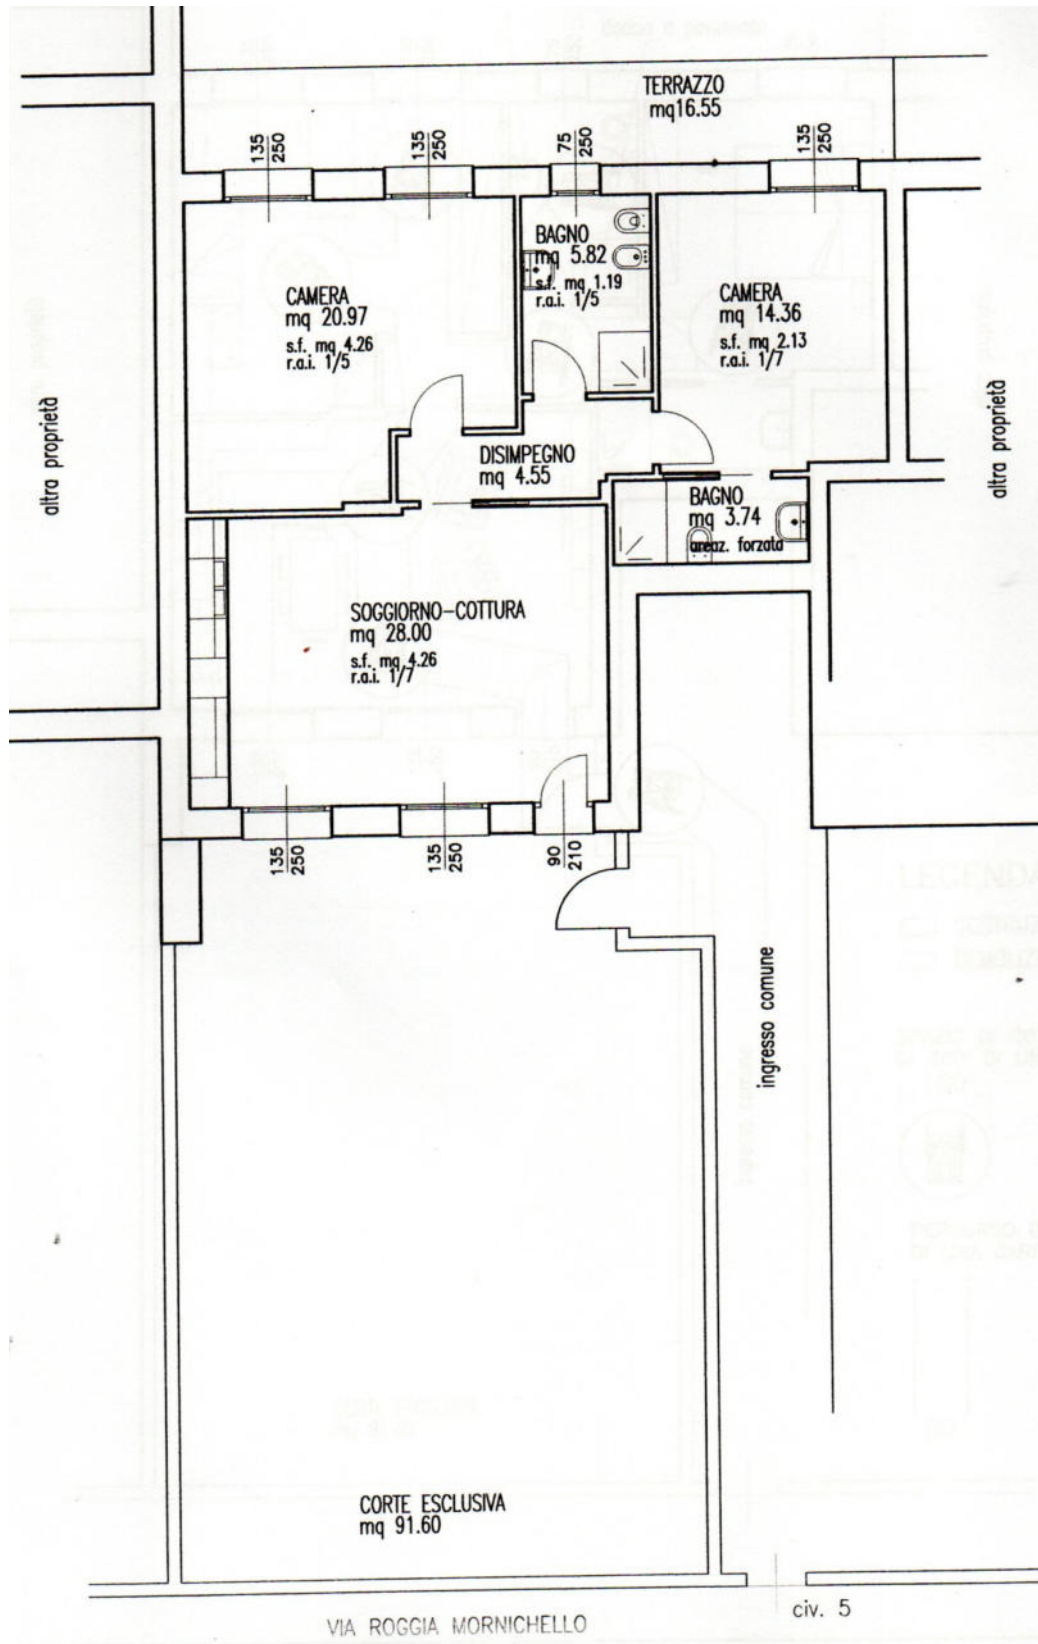 TERRAZZO
mq16.55
135
250
135
250
75
250
135
250
BAGNO
mq 5.82
s.f. mq 1.19
r.a.i. 1/5
CAMERA
mq 20.97
s.f. mq 4.26
r.a.i. 1/5
CAMERA
mq 14.36
s.f. mq 2.13
r.a.i. 1/7
altra proprietà
altra proprietà
DISIMPEGNO
mq 4.55
BAGNO
mq 3.74
areaz. forzata
SOGGIORNO-COTTURA
mq 28.00
s.f. mq 4.26
r.a.i. 1/7
135
250
135
250
90
210
ingresso comune
CORTE ESCLUSIVA
mq 91.60
VIA ROGGIA MORNICHELLO
civ. 5